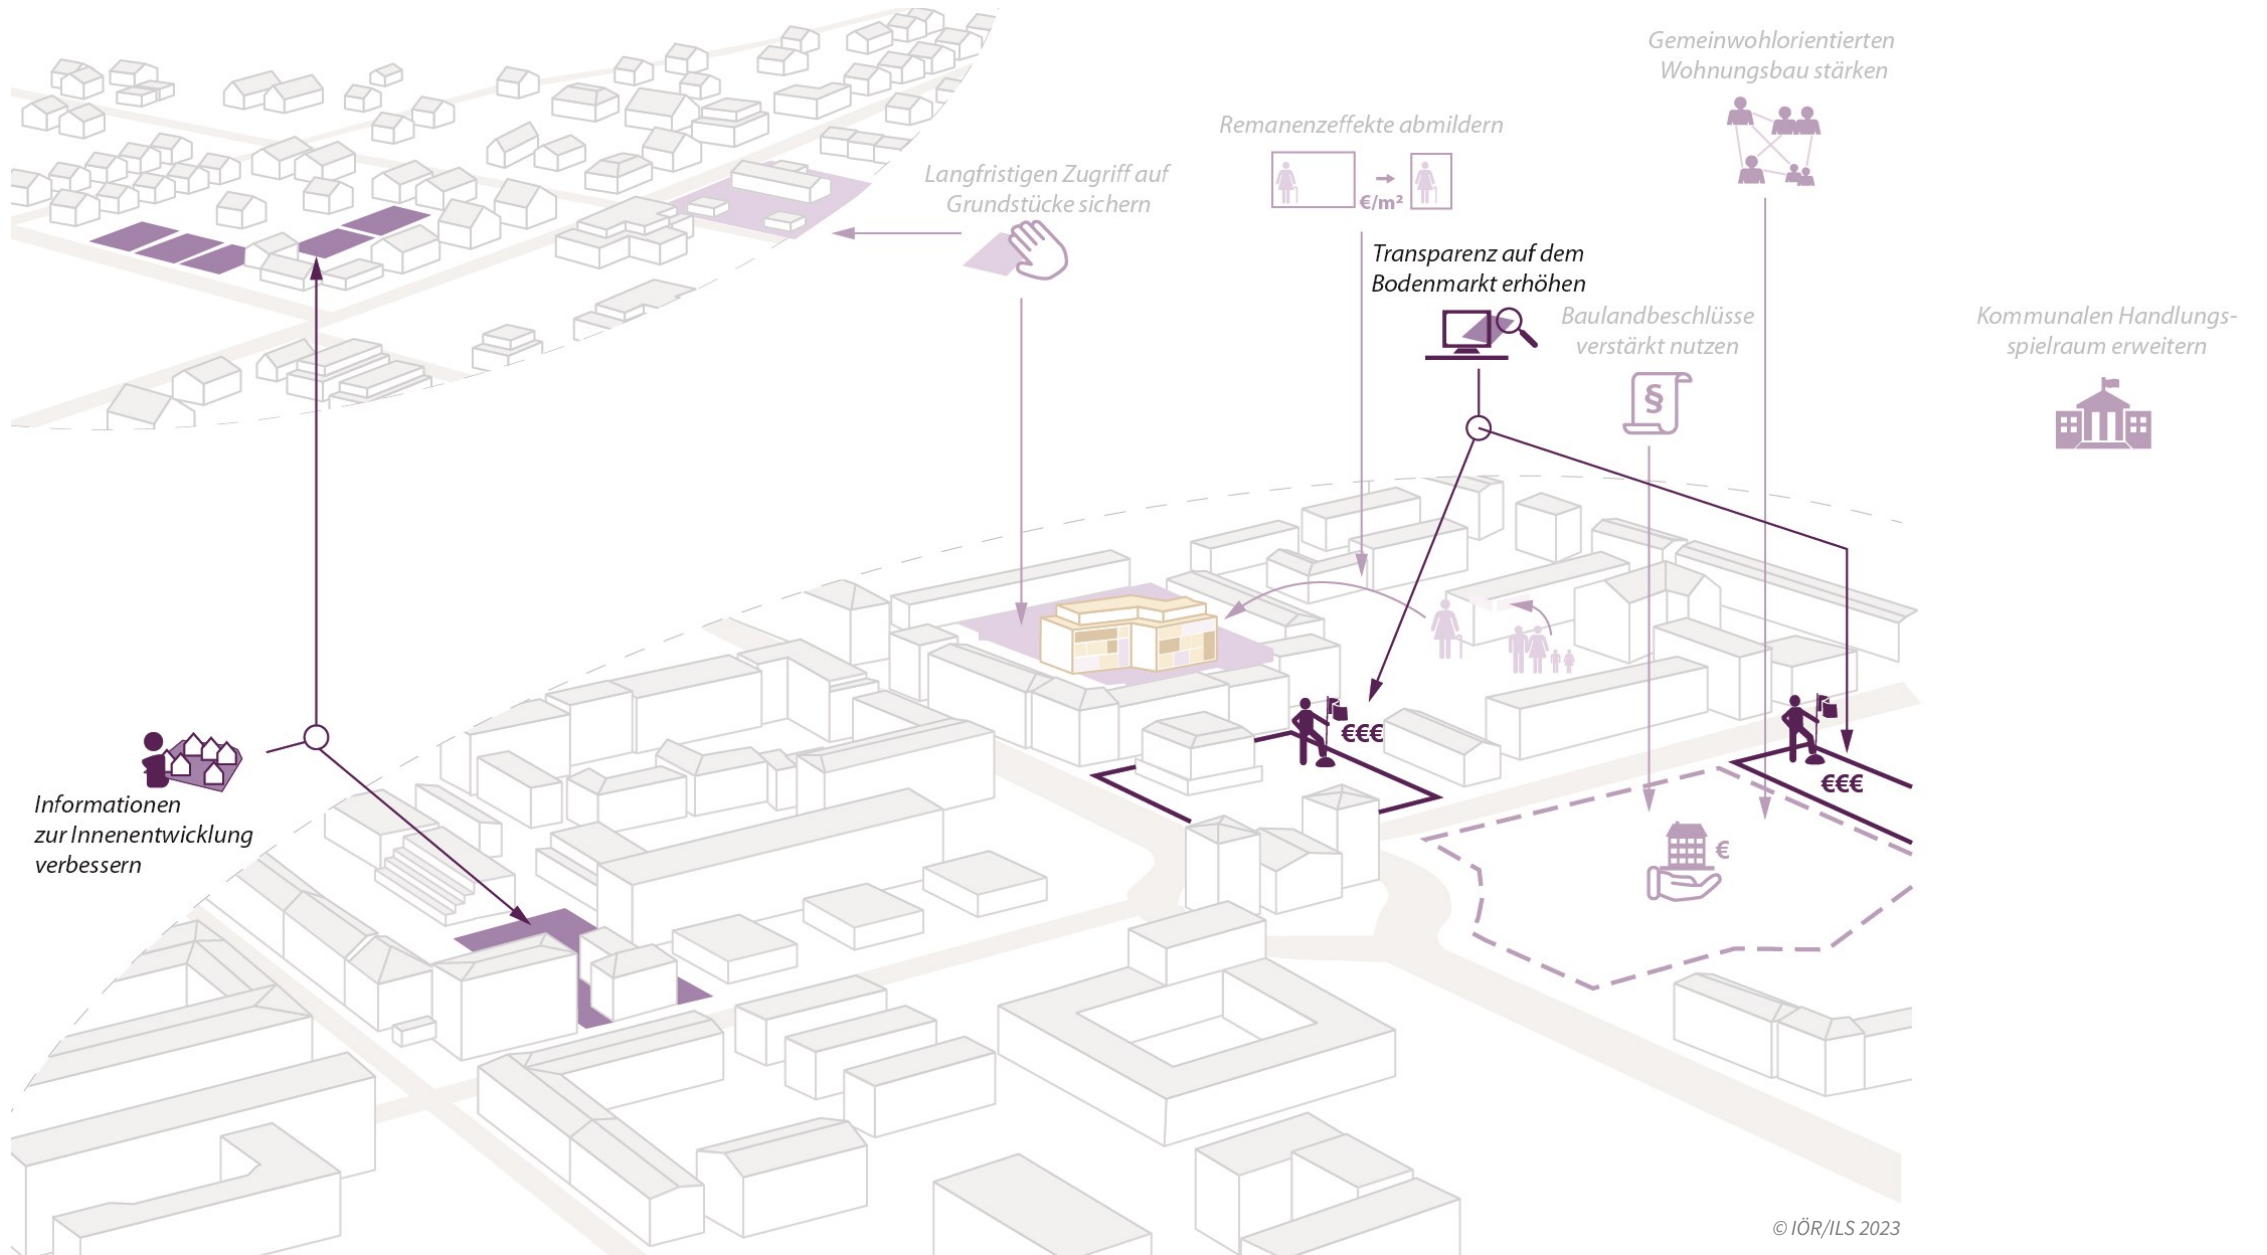 Gemeinwohlorientierten
Wohnungsbau stärken
Remanenzeffekte abmildern
€/m²
Langfristigen Zugriff auf
Grundstücke sichern
Transparenz auf dem
Bodenmarkt erhöhen
Baulandbeschlüsse
verstärkt nutzen
§
Kommunalen Handlungs-
spielraum erweitern
€€€
€€€
€
Informationen
zur Innenentwicklung
verbessern
© IÖR/ILS 2023